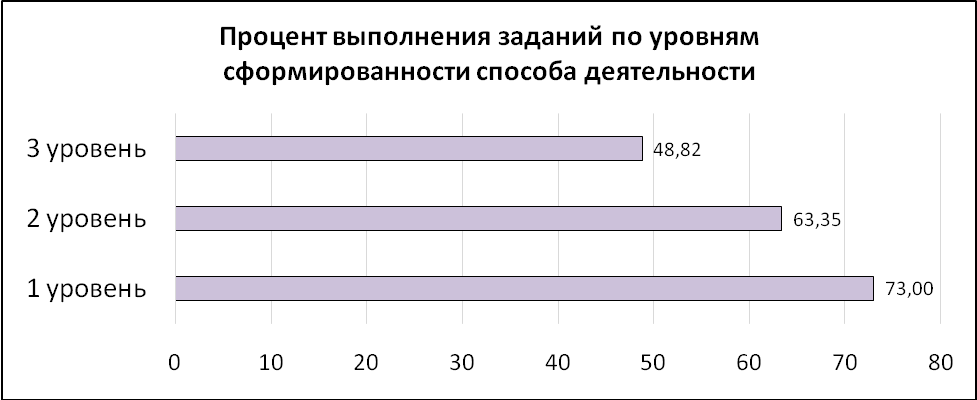 Процент выполнения заданий по уровням
сформированности способа деятельности
3 уровень
48,82
2 уровень
63,35
1 уровень
73,00
0 10 20 30 40 50 60 70 80